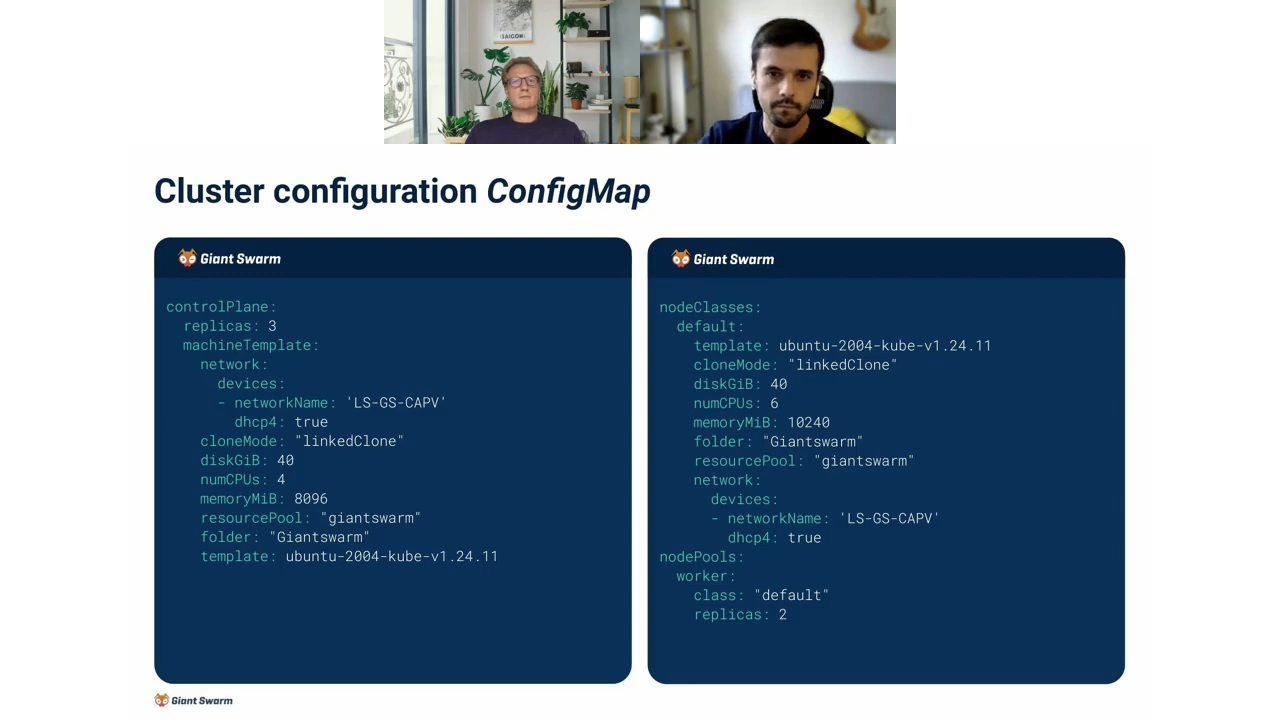 SAIGON
Cluster configuration ConfigMap
Giant Swarm
controlPlane:
  replicas: 3
  machineTemplate:
    network:
      devices:
      - networkName: 'LS-GS-CAPV'
        dhcp4: true
    cloneMode: "linkedClone"
    diskGiB: 40
    numCPUs: 4
    memoryMiB: 8096
    resourcePool: "giantswarm"
    folder: "Giantswarm"
    template: ubuntu-2004-kube-v1.24.11
Giant Swarm
nodeClasses:
  default:
    template: ubuntu-2004-kube-v1.24.11
    cloneMode: "linkedClone"
    diskGiB: 40
    numCPUs: 6
    memoryMiB: 10240
    folder: "Giantswarm"
    resourcePool: "giantswarm"
    network:
      devices:
      - networkName: 'LS-GS-CAPV'
        dhcp4: true
nodePools:
  worker:
    class: "default"
    replicas: 2
Giant Swarm